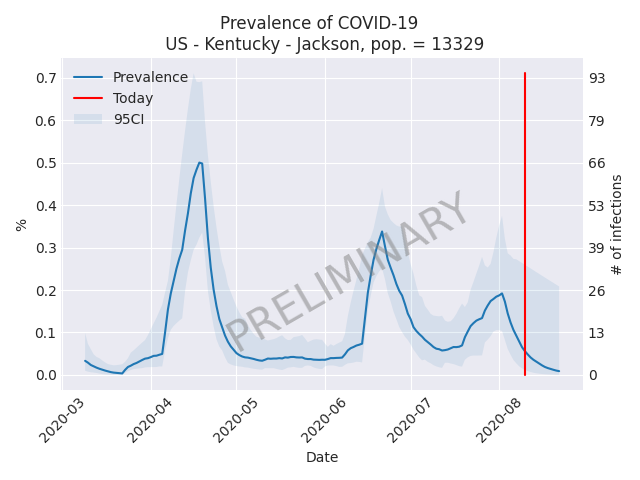 Prevalence of COVID-19
US - Kentucky - Jackson, pop. = 13329
Prevalence
Today
95CI
PRELIMINARY
%
0.7
0.6
0.5
0.4
0.3
0.2
0.1
0.0
93
79
66
53
39
26
13
0
# of infections
2020-03
2020-04
2020-05
2020-06
2020-07
2020-08
Date